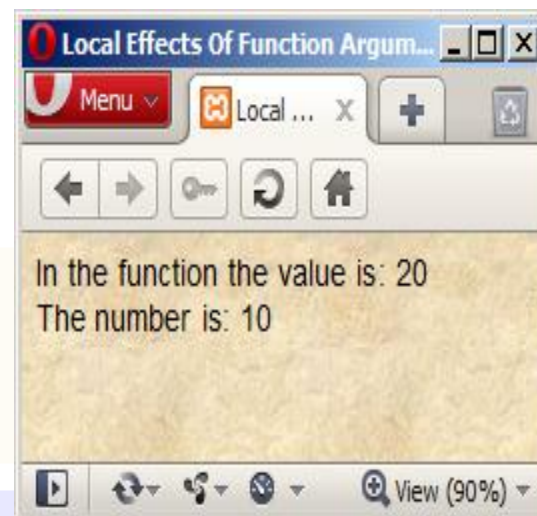 Local Effects Of Function Argum...
Menu
Local ...
In the function the value is: 20
The number is: 10
View (90%)